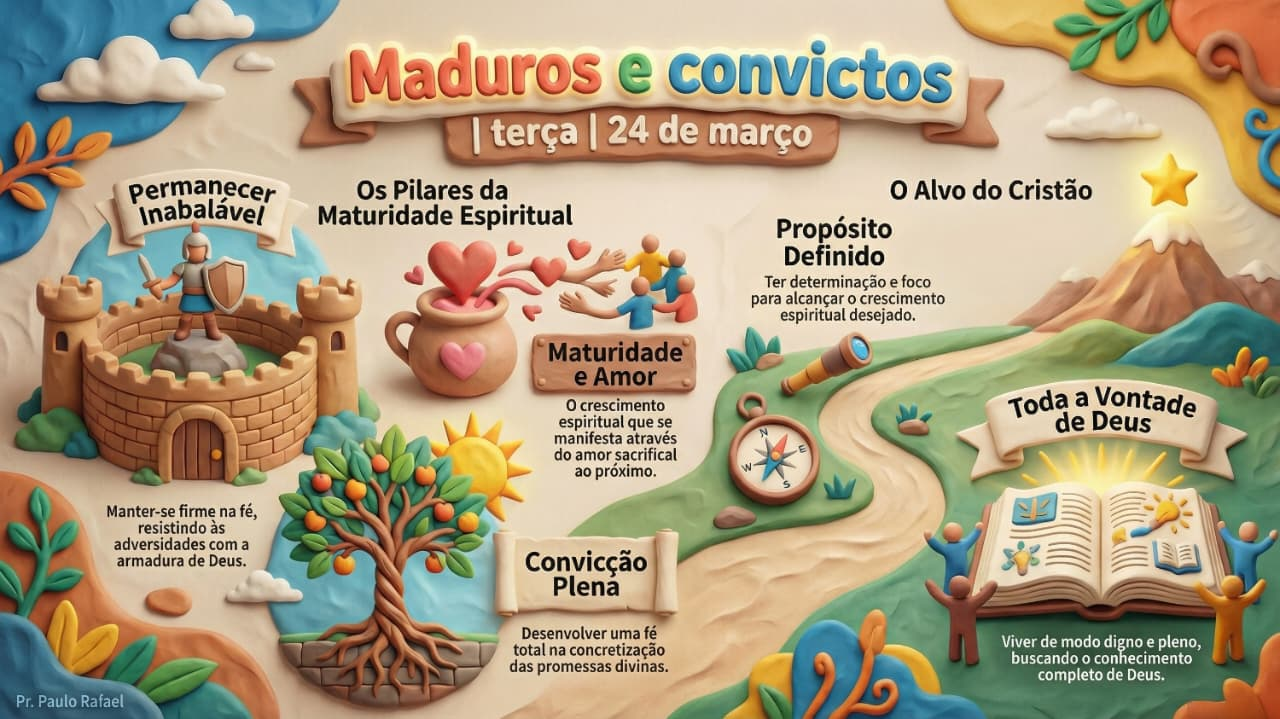 Maduros e convictos
| terça | 24 de março
Permanecer
Inabalável
Manter-se firme na fé,
resistindo às
adversidades com a
armadura de Deus.
Os Pilares da
Maturidade Espiritual
Maturidade
e Amor
O crescimento
espiritual que se
manifesta através
do amor sacrifical
ao próximo.
Convicção
Plena
Desenvolver uma fé
total na concretização
das promessas divinas.
O Alvo do Cristão
Propósito
Definido
Ter determinação e foco
para alcançar o crescimento
espiritual desejado.
N
E
S
W
Toda a Vontade
de Deus
Viver de modo digno e pleno,
buscando o conhecimento
completo de Deus.
Pr. Paulo Rafael